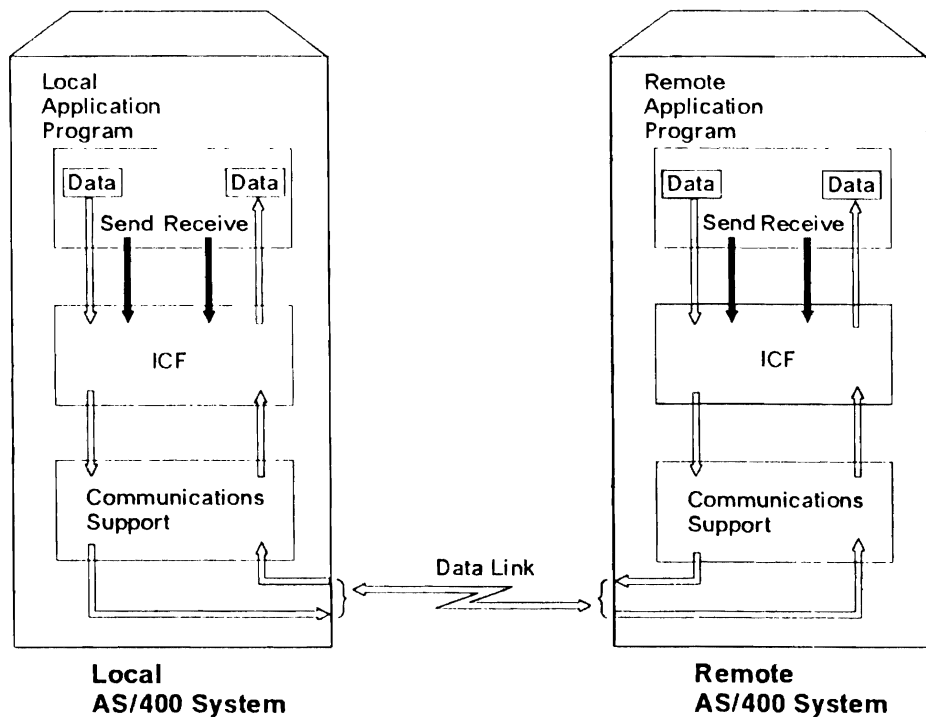 Local
Application
Program
Data Data
Send Receive
ICF
Communications
Support
Local
AS/400 System
Data Link
Remote
Application
Program
Data Data
Send Receive
ICF
Communications
Support
Remote
AS/400 System